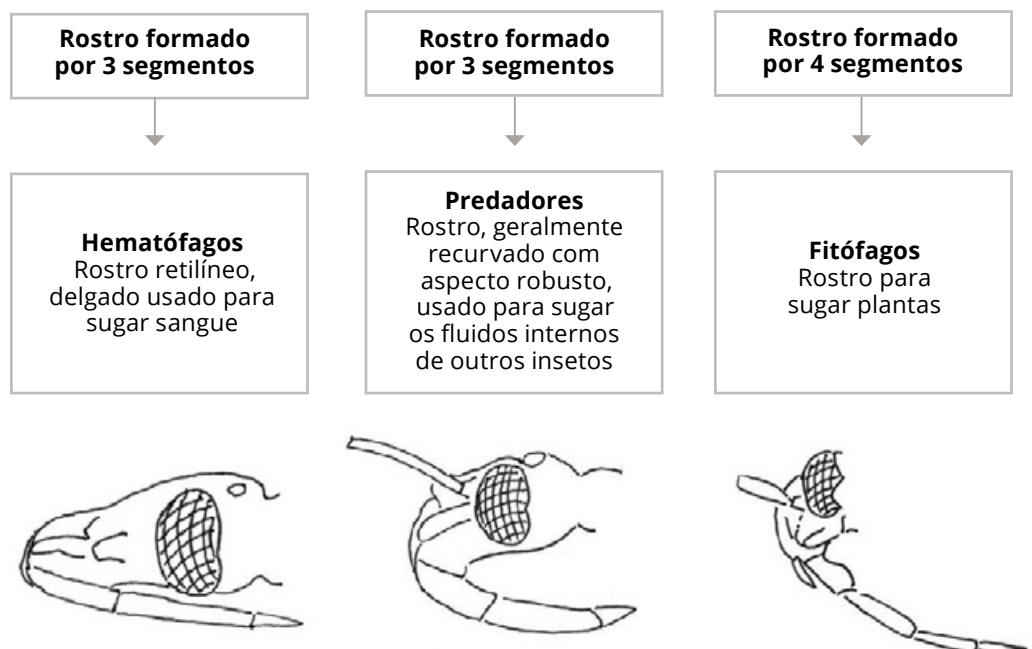 Rostro formado
por 3 segmentos
Hematófagos
Rostro retilíneo,
delgado usado para
sugar sangue
Rostro formado
por 3 segmentos
Predadores
Rostro, geralmente
recurvado com
aspecto robusto,
usado para sugar
os fluidos internos
de outros insetos
Rostro formado
por 4 segmentos
Fitófagos
Rostro para
sugar plantas